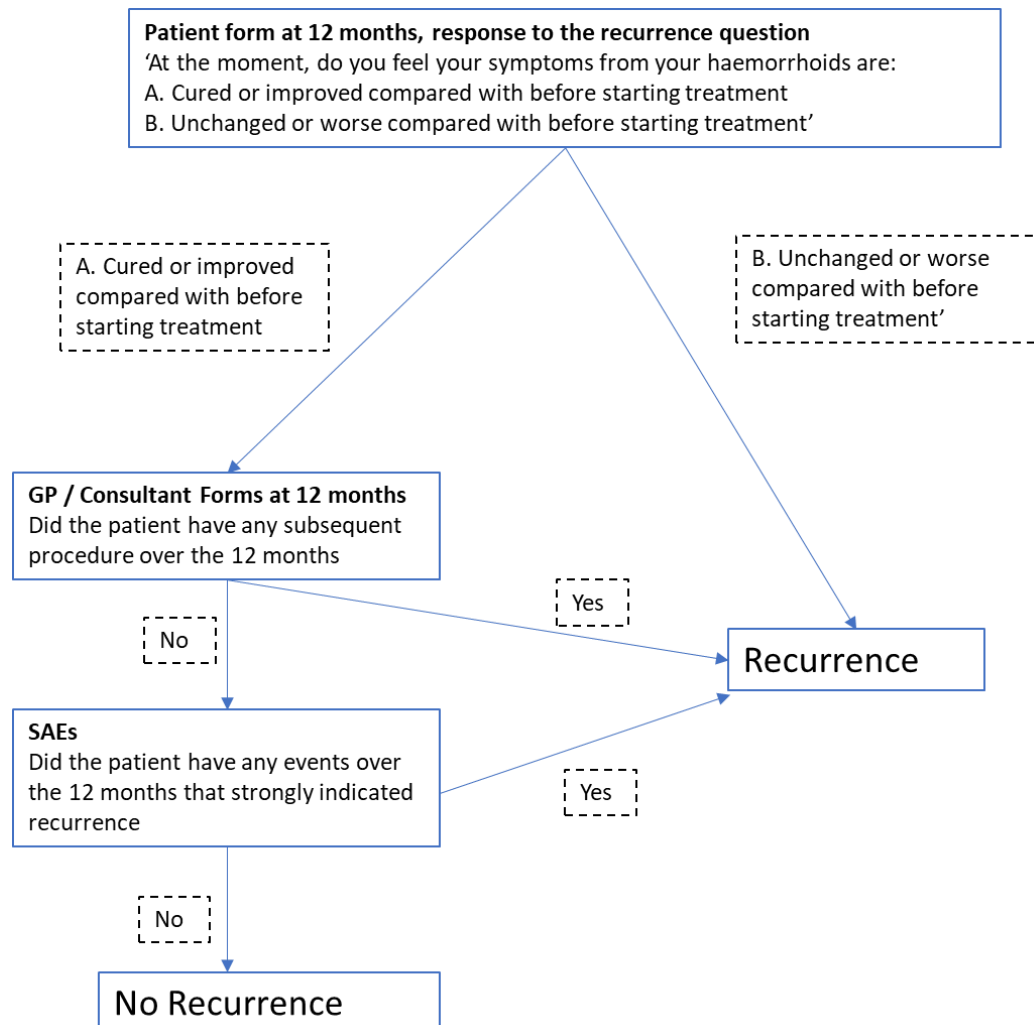 Patient form at 12 months, response to the recurrence question
‘At the moment, do you feel your symptoms from your haemorrhoids are:
A. Cured or improved compared with before starting treatment
B. Unchanged or worse compared with before starting treatment’
A. Cured or improved
compared with before
starting treatment
B. Unchanged or worse
compared with before
starting treatment’
GP / Consultant Forms at 12 months
Did the patient have any subsequent
procedure over the 12 months
Yes
No
Recurrence
SAEs
Did the patient have any events over
the 12 months that strongly indicated
recurrence
Yes
No
No Recurrence